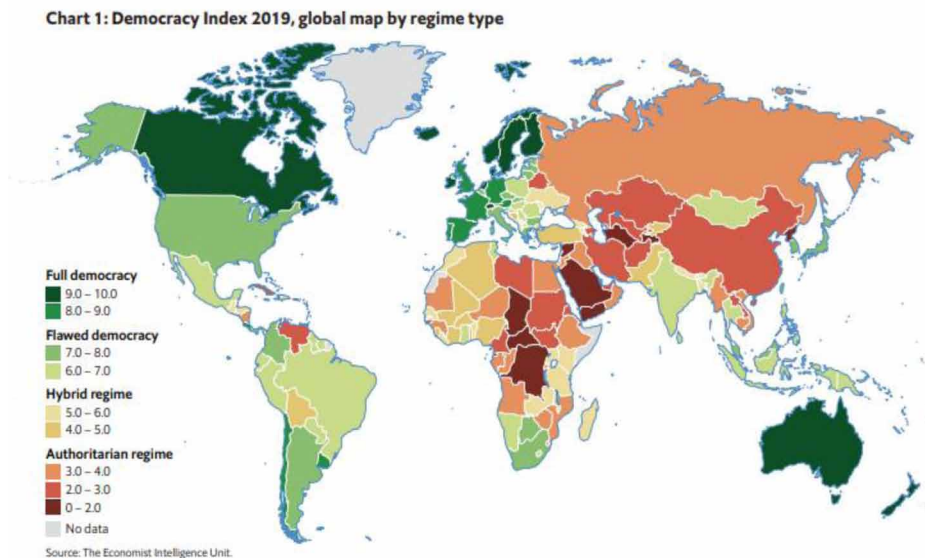 Chart 1: Democracy Index 2019, global map by regime type
Full democracy
9.0 – 10.0
8.0 – 9.0
Flawed democracy
7.0 – 8.0
6.0 – 7.0
Hybrid regime
5.0 – 6.0
4.0 – 5.0
Authoritarian regime
3.0 – 4.0
2.0 – 3.0
0 – 2.0
No data
Source: The Economist Intelligence Unit.